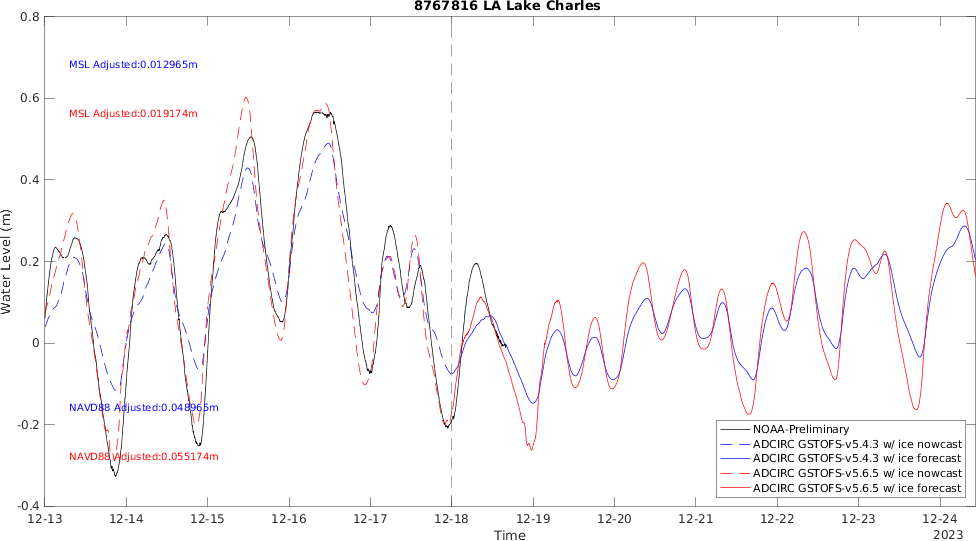 8767816 LA Lake Charles
0.8
MSL Adjusted:0.012965m
0.6
MSL Adjusted:0.019174m
0.4
0.2
Water Level (m)
0
-0.2
NAVD88 Adjusted:0.048965m
NAVD88 Adjusted:0.055174m
-0.4
NOAA-Preliminary
ADCIRC GSTOFS-v5.4.3 w/ ice nowcast
ADCIRC GSTOFS-v5.4.3 w/ ice forecast
ADCIRC GSTOFS-v5.6.5 w/ ice nowcast
ADCIRC GSTOFS-v5.6.5 w/ ice forecast
12-13 12-14 12-15 12-16 12-17 12-18 12-19 12-20 12-21 12-22 12-23 12-24
Time
2023